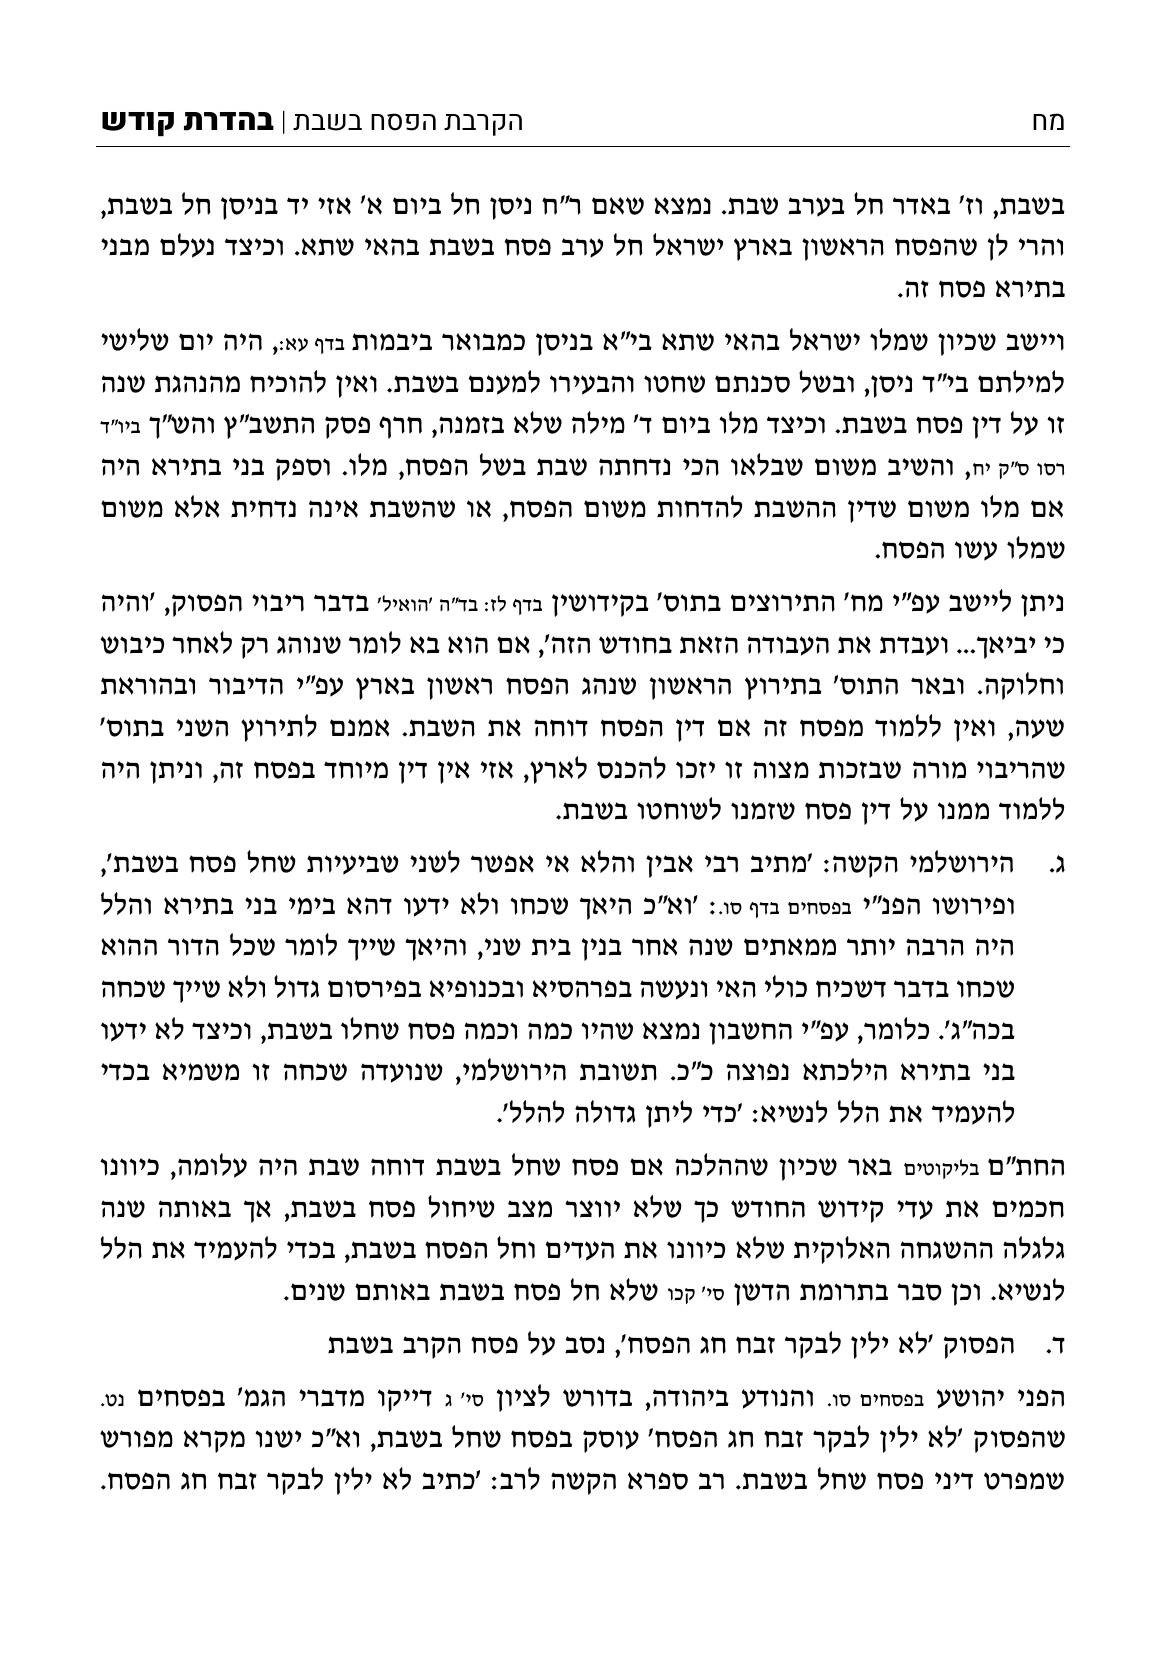 מח
הקרבת הפסח בשבת | בהדרת קודש
בשבת, וז' באדר חל בערב שבת. נמצא שאם ר"ח ניסן חל ביום א' אזי יד בניסן חל בשבת,
והרי לן שהפסח הראשון בארץ ישראל חל ערב פסח בשבת בהאי שתא. וכיצד נעלם מבני
בתירא פסח זה.
ויישב שכיון שמלו ישראל בהאי שתא בי"א בניסן כמבואר ביבמות בדף עא:, היה יום שלישי
למילתם בי"ד ניסן, ובשל סכנתם שחטו והבעירו למענם בשבת. ואין להוכיח מהנהגת שנה
זו על דין פסח בשבת. וכיצד מלו ביום ד' מילה שלא בזמנה, חרף פסק התשב"ץ והש"ך ביו"ד
רסו ס"ק יח, והשיב משום שבלאו הכי נדחתה שבת בשל הפסח, מלו. וספק בני בתירא היה
אם מלו משום שדין ההשבת להדחות משום הפסח, או שהשבת אינה נדחית אלא משום
שמלו עשו הפסח.
ניתן ליישב עפ"י מח' התירוצים בתוס' בקידושין בדף לז: בד"ה 'הואיל' בדבר ריבוי הפסוק, 'והיה
כי יביאך... ועבדת את העבודה הזאת בחודש הזה', אם הוא בא לומר שנוהג רק לאחר כיבוש
וחלוקה. ובאר התוס' בתירוץ הראשון שנהג הפסח ראשון בארץ עפ"י הדיבור ובהוראת
שעה, ואין ללמוד מפסח זה אם דין הפסח דוחה את השבת. אמנם לתירוץ השני בתוס'
שהריבוי מורה שבזכות מצוה זו יזכו להכנס לארץ, אזי אין דין מיוחד בפסח זה, וניתן היה
ללמוד ממנו על דין פסח שזמנו לשוחטו בשבת.
ג. הירושלמי הקשה: 'מתיב רבי אבין והלא אי אפשר לשני שביעיות שחל פסח בשבת',
ופירושו הפנ"י בפסחים בדף סו.: 'וא"כ היאך שכחו ולא ידעו דהא בימי בני בתירא והלל
היה הרבה יותר ממאתים שנה אחר בנין בית שני, והיאך שייך לומר שכל הדור ההוא
שכחו בדבר דשכיח כולי האי ונעשה בפרהסיא ובכנופיא בפירסום גדול ולא שייך שכחה
בכה"ג'. כלומר, עפ"י החשבון נמצא שהיו כמה וכמה פסח שחלו בשבת, וכיצד לא ידעו
בני בתירא הילכתא נפוצה כ"כ. תשובת הירושלמי, שנועדה שכחה זו משמיא בכדי
להעמיד את הלל לנשיא: 'כדי ליתן גדולה להלל'.
החת"ם בליקוטים באר שכיון שההלכה אם פסח שחל בשבת דוחה שבת היה עלומה, כיוונו
חכמים את עדי קידוש החודש כך שלא יווצר מצב שיחול פסח בשבת, אך באותה שנה
גלגלה ההשגחה האלוקית שלא כיוונו את העדים וחל הפסח בשבת, בכדי להעמיד את הלל
לנשיא. וכן סבר בתרומת הדשן סי' קכו שלא חל פסח בשבת באותם שנים.
ד. הפסוק 'לא ילין לבקר זבח חג הפסח', נסב על פסח הקרב בשבת
הפני יהושע בפסחים סו. והנודע ביהודה, בדורש לציון סי' ג דייקו מדברי הגמ' בפסחים נט.
שהפסוק 'לא ילין לבקר זבח חג הפסח' עוסק בפסח שחל בשבת, וא"כ ישנו מקרא מפורש
שמפרט דיני פסח שחל בשבת. רב ספרא הקשה לרב: 'כתיב לא ילין לבקר זבח חג הפסח.